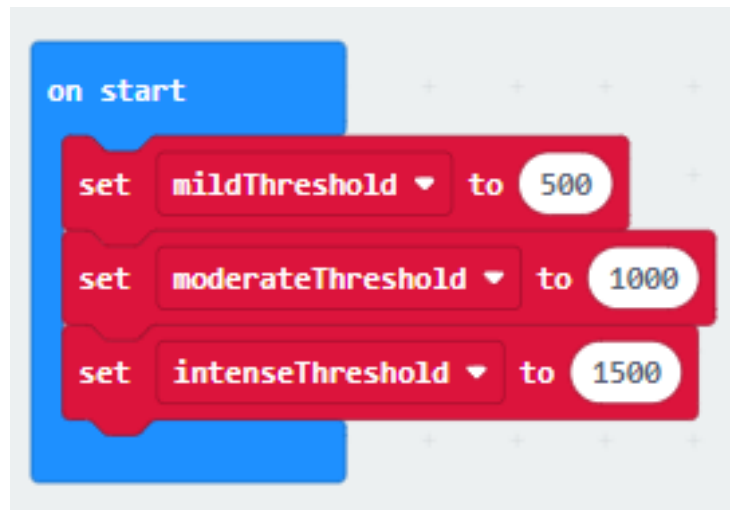 on start
set mildThreshold to 500
set moderateThreshold to 1000
set intenseThreshold to 1500